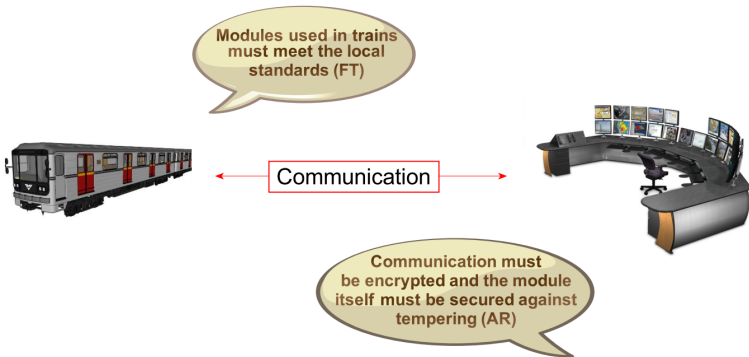 Modules used in trains
must meet the local
standards (FT)
Communication
Communication must
be encrypted and the module
itself must be secured against
tempering (AR)